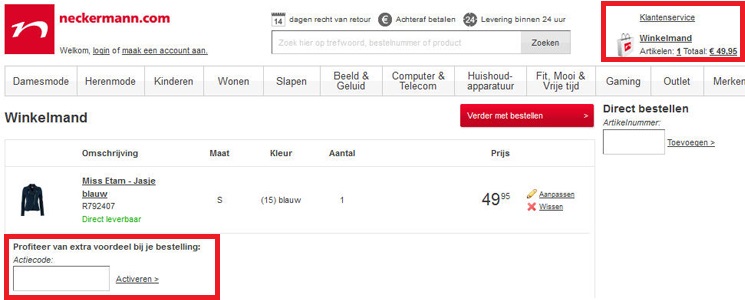 neckermann.com
14 dagen recht van retour € Achteraf betalen 24 Levering binnen 24 uur
Klantenservice
Winkelmand
Artikelen: 1 Totaal: € 49,95
Welkom, login of maak een account aan.
Zoek hier op trefwoord, bestelnummer of product
Zoeken
Damesmode Herenmode Kinderen Wonen Slapen Beeld & Geluid Computer & Telecom Huishoud-apparatuur Fit, Mooi & Vrije tijd Gaming Outlet Merken
Winkelmand
Verder met bestellen >
Direct bestellen
Artikelnummer:
Toevoegen >
Omschrijving Maat Kleur Aantal Prijs
Miss Etam - Jasje
blauw
R792407
Direct leverbaar
S (15) blauw 1 49 95
Aanpassen
Wissen
Profiteer van extra voordeel bij je bestelling:
Actiecode:
Activeren >